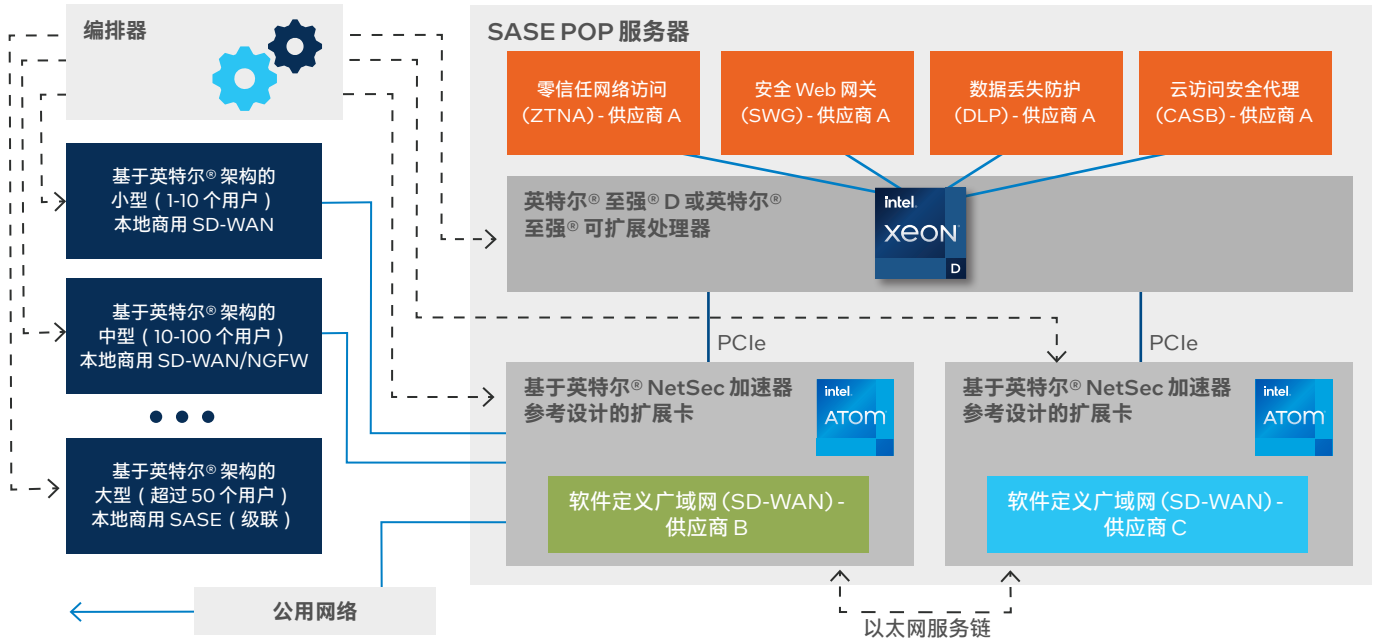 编排器
SASE POP 服务器
零信任网络访问
(ZTNA) - 供应商 A
安全 Web 网关
(SWG) - 供应商 A
数据丢失防护
(DLP) - 供应商 A
云访问安全代理
(CASB) - 供应商 A
基于英特尔® 架构的
小型（1-10 个用户）
本地商用 SD-WAN
英特尔® 至强® D 或英特尔®
至强® 可扩展处理器
intel.
xeon
D
基于英特尔® 架构的
中型（10-100 个用户）
本地商用 SD-WAN/NGFW
PCIe
PCIe
基于英特尔® NetSec 加速器
参考设计的扩展卡
intel.
ATOM
基于英特尔® NetSec 加速器
参考设计的扩展卡
intel.
ATOM
基于英特尔® 架构的
大型（超过 50 个用户）
本地商用 SASE（级联）
软件定义广域网 (SD-WAN) -
供应商 B
软件定义广域网 (SD-WAN) -
供应商 C
公用网络
以太网服务链